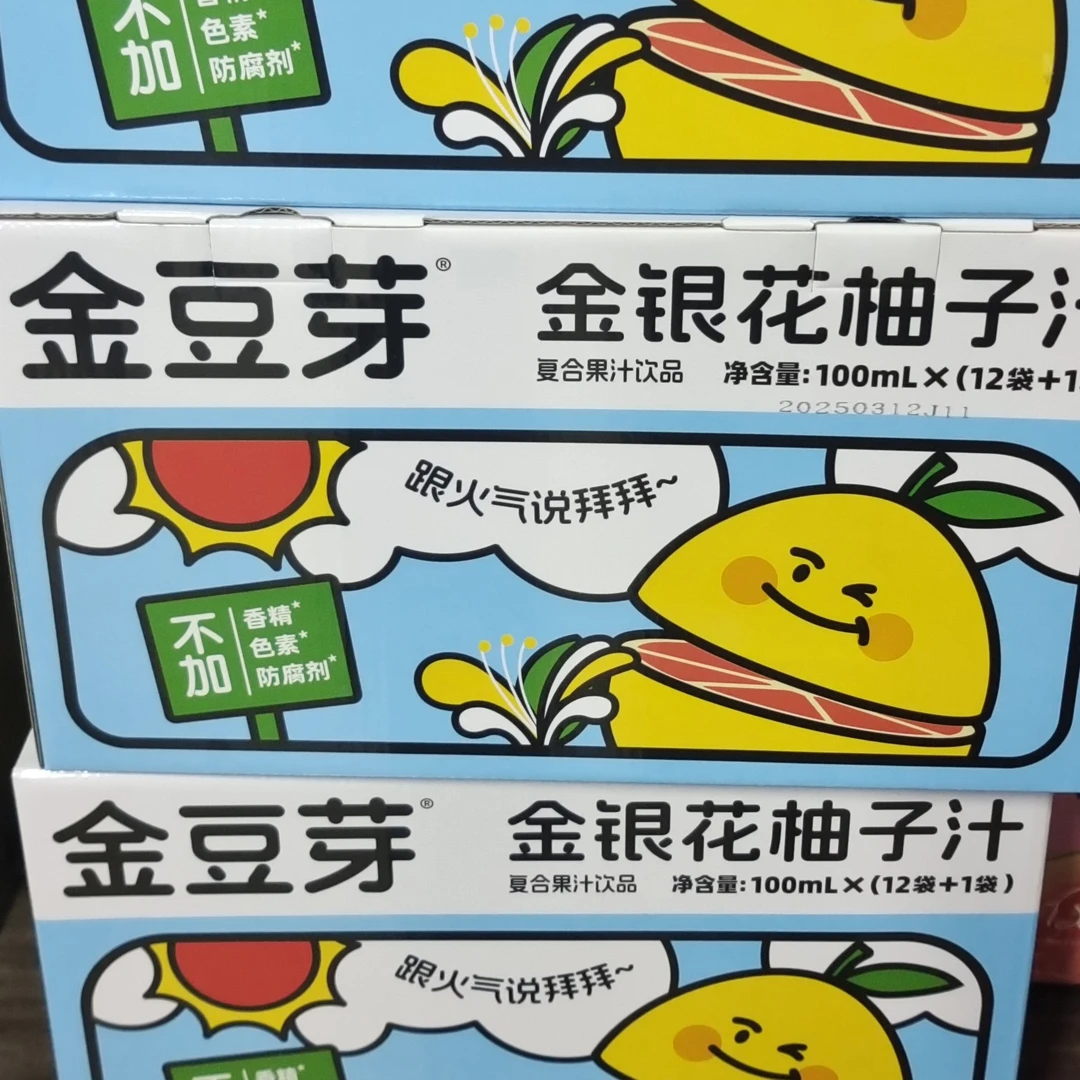 不加
香精*
色素*
防腐剂*
金豆芽®
金银花柚子汁
复合果汁饮品
净含量:100mL×(12袋+1
20250312J11
跟火气说拜拜~
不加
香精*
色素*
防腐剂*
金豆芽®
金银花柚子汁
复合果汁饮品
净含量:100mL×(12袋+1袋)
跟火气说拜拜~
香精